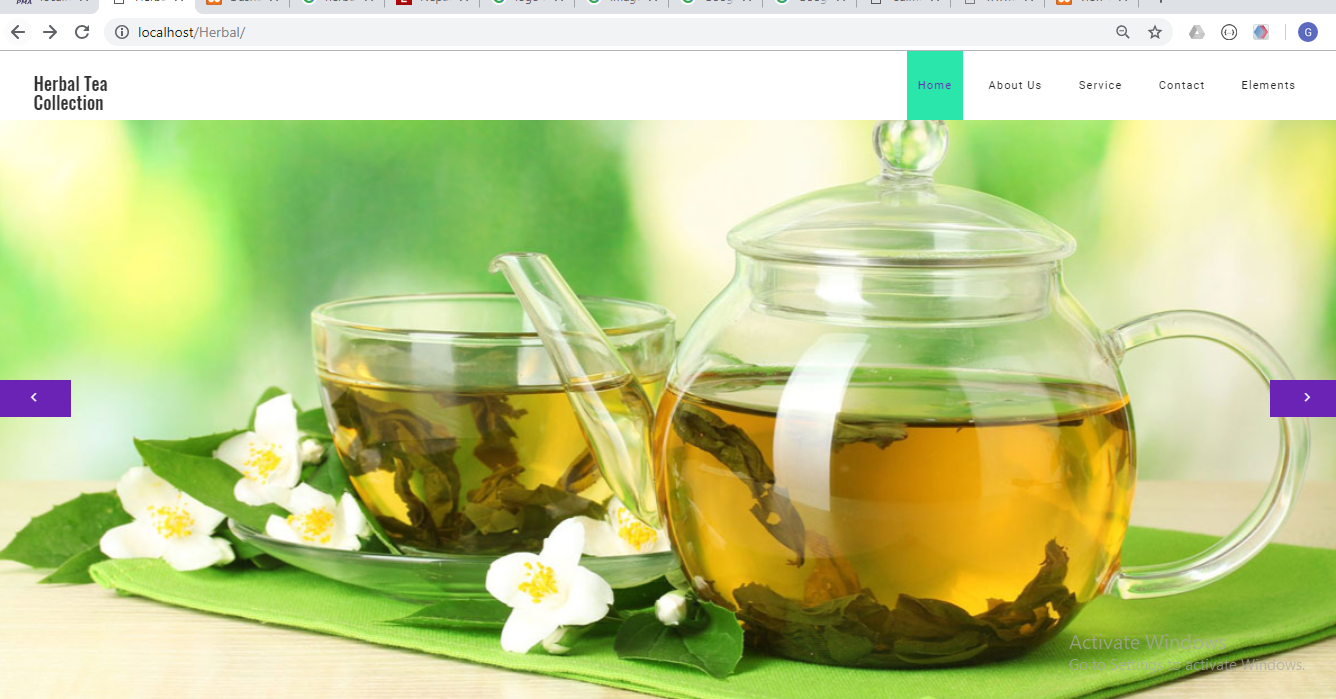 localhost/Herbal/
G
Herbal Tea
Collection
Home
About Us
Service
Contact
Elements
Activate Windows
Go to Settings to activate Windows.